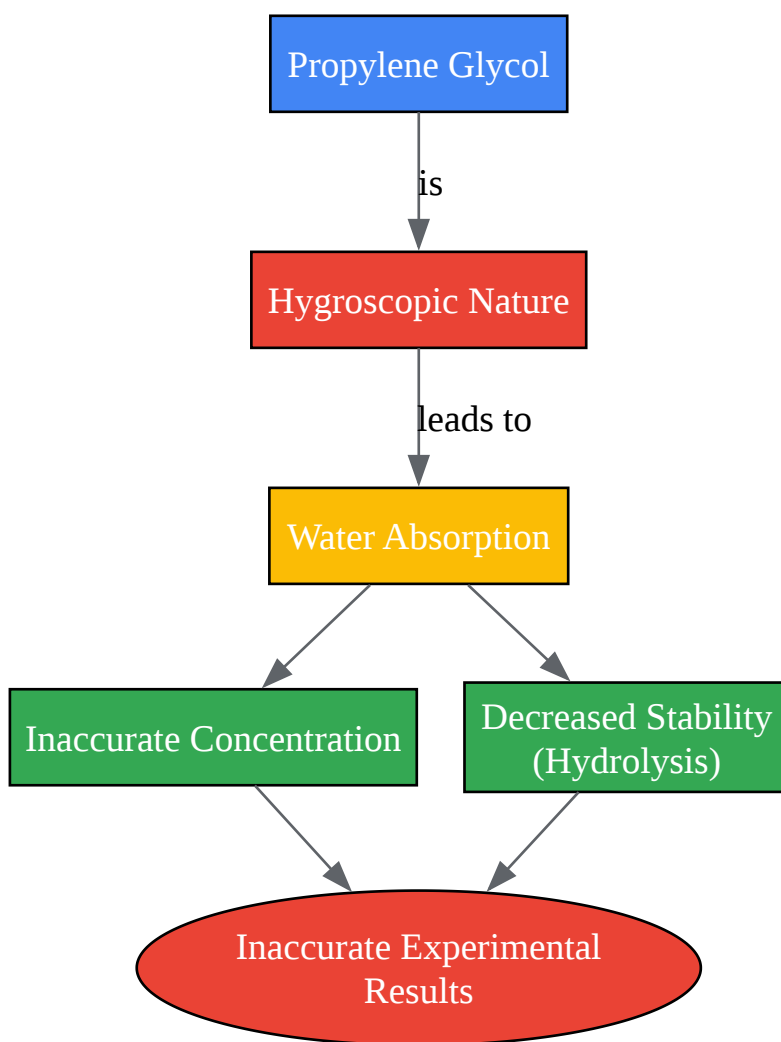 Propylene Glycol
is
Hygroscopic Nature
leads to
Water Absorption
Inaccurate Concentration
Decreased Stability
(Hydrolysis)
Inaccurate Experimental
Results